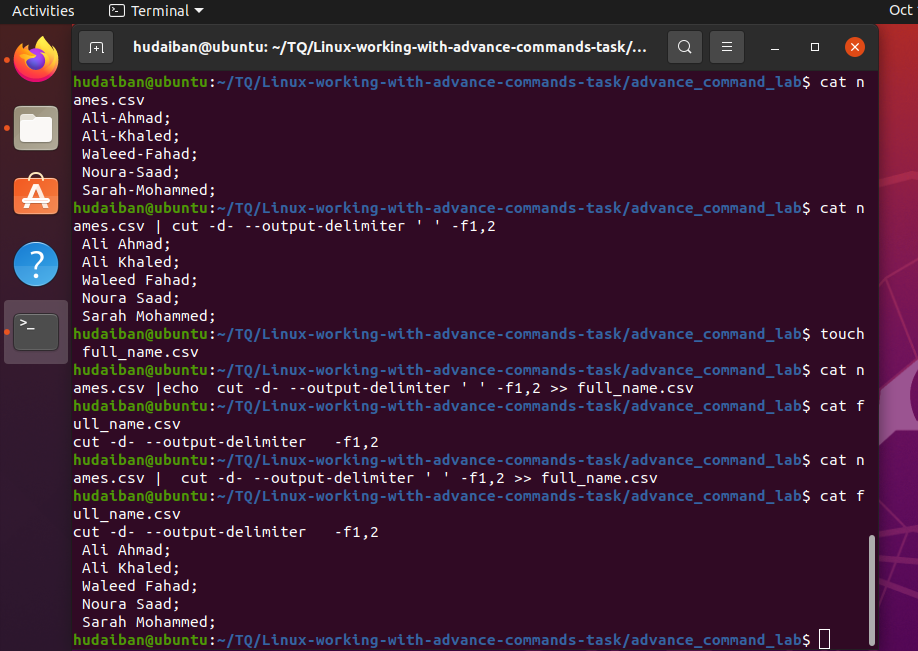 Activities Terminal Oct
hudaiban@ubuntu: ~/TQ/Linux-working-with-advance-commands-task/...
hudaiban@ubuntu:~/TQ/Linux-working-with-advance-commands-task/advance_command_lab$ cat n
ames.csv
 Ali-Ahmad;
 Ali-Khaled;
 Waleed-Fahad;
 Noura-Saad;
 Sarah-Mohammed;
hudaiban@ubuntu:~/TQ/Linux-working-with-advance-commands-task/advance_command_lab$ cat n
ames.csv | cut -d- --output-delimiter ' ' -f1,2
 Ali Ahmad;
 Ali Khaled;
 Waleed Fahad;
 Noura Saad;
 Sarah Mohammed;
hudaiban@ubuntu:~/TQ/Linux-working-with-advance-commands-task/advance_command_lab$ touch
 full_name.csv
hudaiban@ubuntu:~/TQ/Linux-working-with-advance-commands-task/advance_command_lab$ cat n
ames.csv |echo  cut -d- --output-delimiter ' ' -f1,2 >> full_name.csv
hudaiban@ubuntu:~/TQ/Linux-working-with-advance-commands-task/advance_command_lab$ cat f
ull_name.csv
cut -d- --output-delimiter   -f1,2
hudaiban@ubuntu:~/TQ/Linux-working-with-advance-commands-task/advance_command_lab$ cat n
ames.csv |  cut -d- --output-delimiter ' ' -f1,2 >> full_name.csv
hudaiban@ubuntu:~/TQ/Linux-working-with-advance-commands-task/advance_command_lab$ cat f
ull_name.csv
cut -d- --output-delimiter   -f1,2
 Ali Ahmad;
 Ali Khaled;
 Waleed Fahad;
 Noura Saad;
 Sarah Mohammed;
hudaiban@ubuntu:~/TQ/Linux-working-with-advance-commands-task/advance_command_lab$